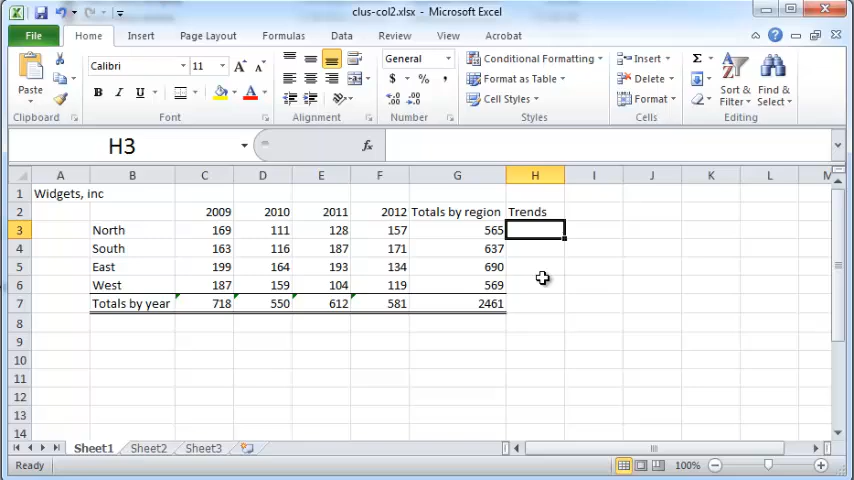 clus-col2.xlsx - Microsoft Excel
File Home Insert Page Layout Formulas Data Review View Acrobat
Calibri 11 General Conditional Formatting Insert Σ
Paste B I U A $ % , Format as Table Delete Sort & Filter Find & Select
Cell Styles Format
Clipboard Font Alignment Number Styles Cells Editing
H3 fx
A B C D E F G H I J K L M
1 Widgets, inc
2 2009 2010 2011 2012 Totals by region Trends
3 North 169 111 128 157 565
4 South 163 116 187 171 637
5 East 199 164 193 134 690
6 West 187 159 104 119 569
7 Totals by year 718 550 612 581 2461
8
9
10
11
12
13
14
Sheet1 Sheet2 Sheet3
Ready 100%